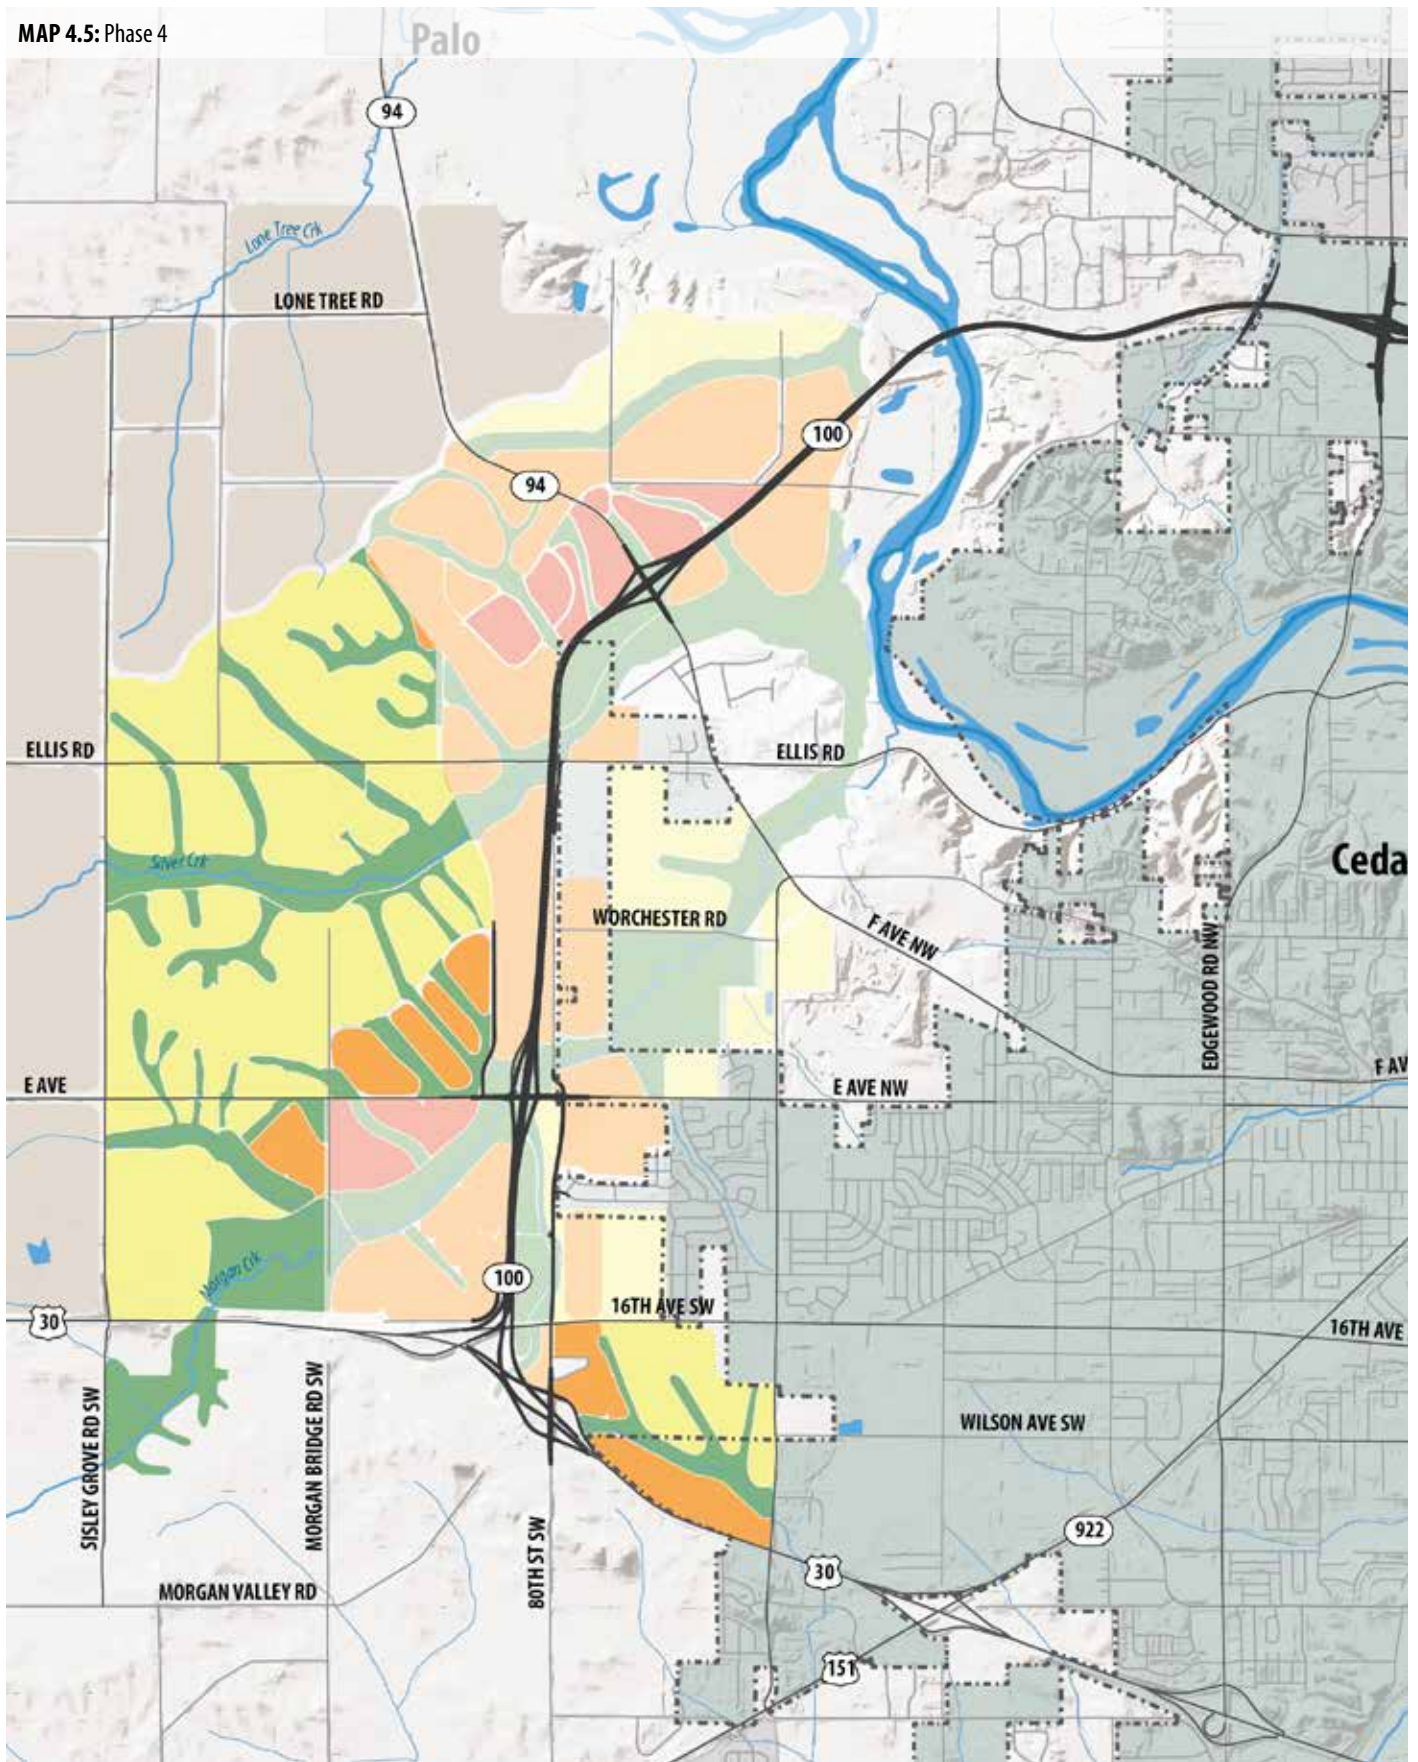 MAP 4.5: Phase 4
Palo
94
Lone Tree Crk
LONE TREE RD
100
94
ELLIS RD
ELLIS RD
Silver Crk
Ceda
WORCHESTER RD
F AVE NW
EDGEWOOD RD NW
E AVE
E AVE NW
F AV
Morgan Crk
100
30
16TH AVE SW
16TH AVE
SISLEY GROVE RD SW
MORGAN BRIDGE RD SW
WILSON AVE SW
80TH ST SW
922
30
MORGAN VALLEY RD
151